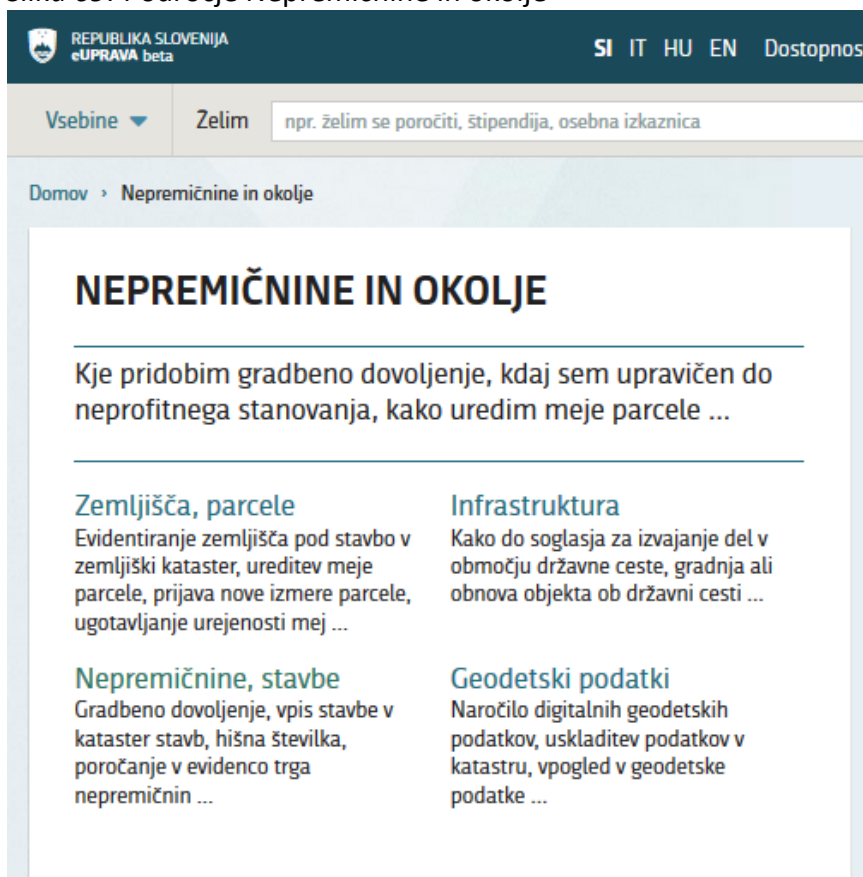 Področje Nepremičnine in okolje
REPUBLIKA SLOVENIJA
eUPRAVA beta
SI IT HU EN
Vsebine
Želim
npr. želim se poročiti, štipendija, osebna izkaznica
Domov › Nepremičnine in okolje
NEPREMIČNINE IN OKOLJE
Kje pridobim gradbeno dovoljenje, kdaj sem upravičen do
neprofitnega stanovanja, kako uredim meje parcele ...
Zemljišča, parcele
Evidentiranje zemljišča pod stavbo v
zemljiški kataster, ureditev meje
parcele, prijava nove izmere parcele,
ugotavljanje urejenosti mej ...
Infrastruktura
Kako do soglasja za izvajanje del v
območju državne ceste, gradnja ali
obnova objekta ob državni cesti ...
Nepremičnine, stavbe
Gradbeno dovoljenje, vpis stavbe v
kataster stavb, hišna številka,
poročanje v evidenco trga
nepremičnin ...
Geodetski podatki
Naročilo digitalnih geodetskih
podatkov, uskladitev podatkov v
katastru, vpogled v geodetske
podatke ...